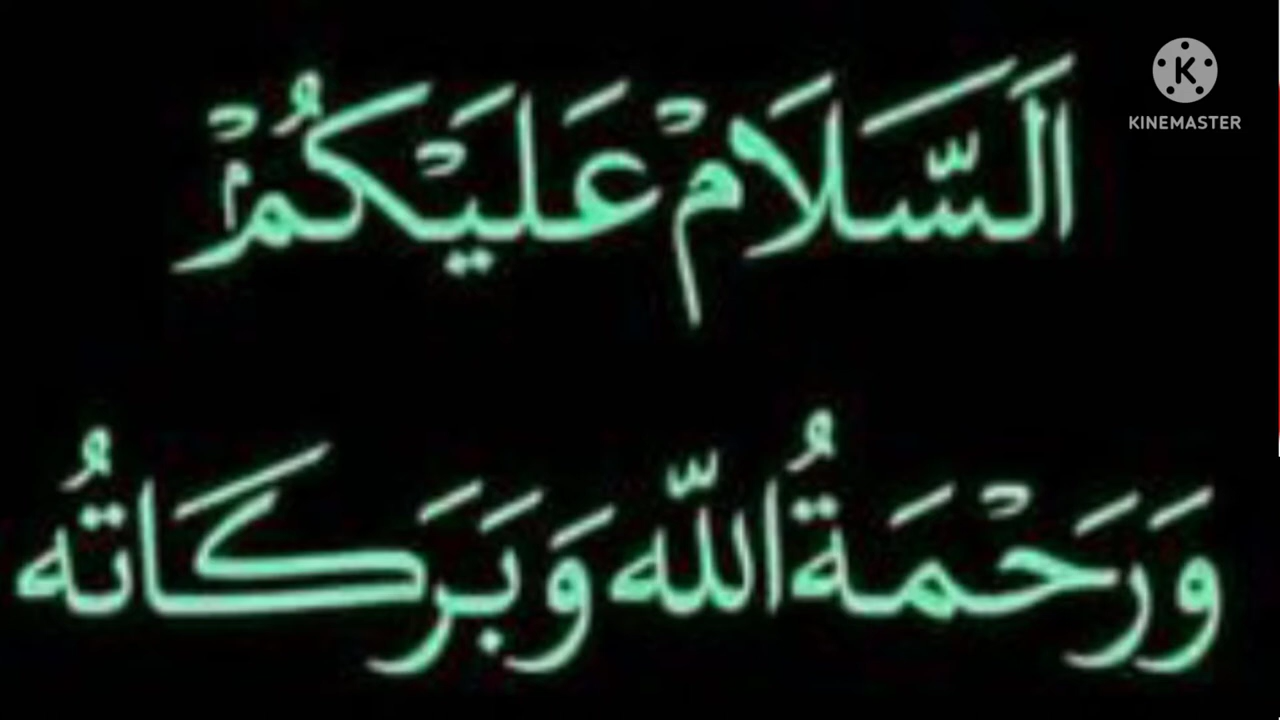 اَلسَّلَامْ عَلَيْكُمْ
وَرَحْمَةُ اللّه وَبَرَكَاتُه
KINEMASTER